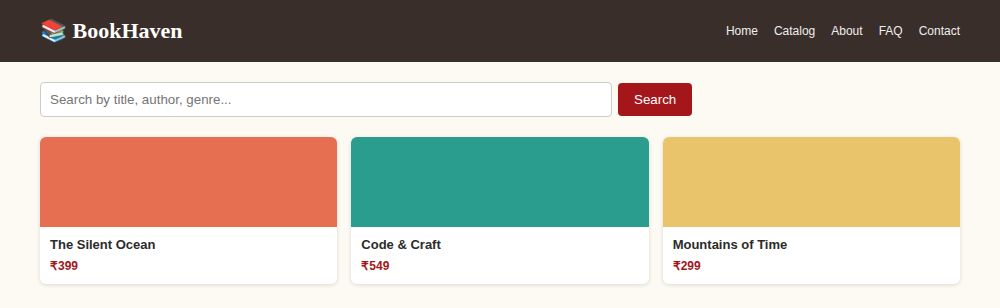 📚 BookHaven
Home Catalog About FAQ Contact
Search by title, author, genre...
Search
The Silent Ocean
₹399
Code & Craft
₹549
Mountains of Time
₹299